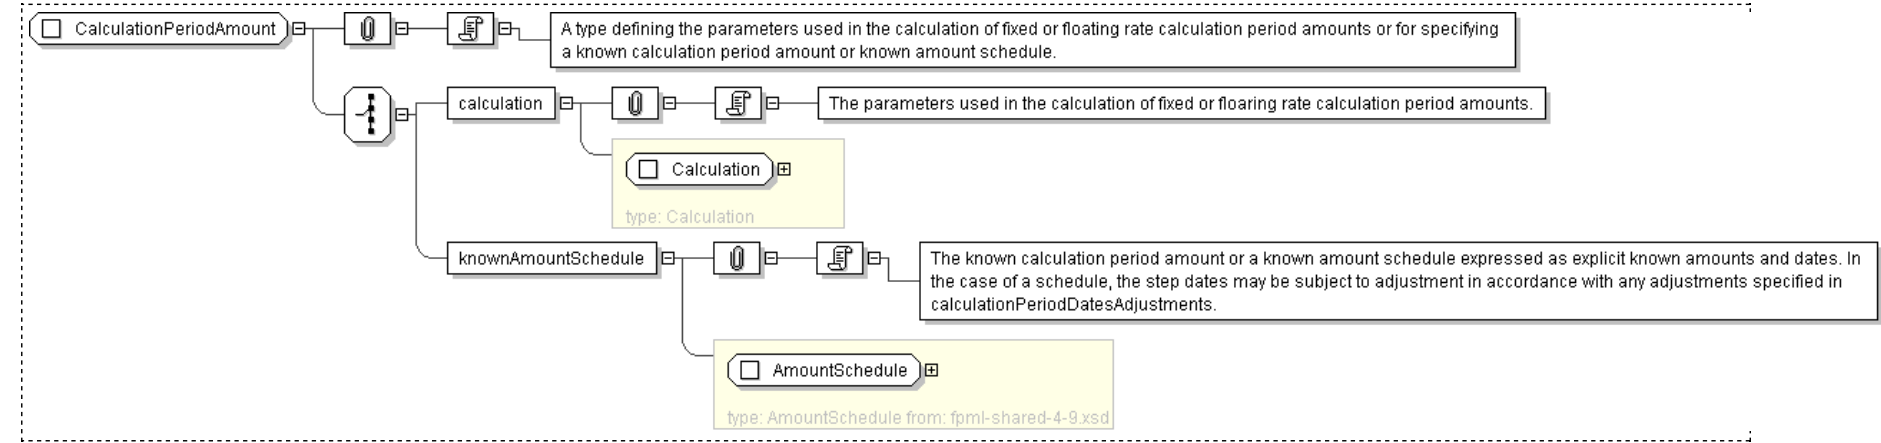 CalculationPeriodAmount
A type defining the parameters used in the calculation of fixed or floating rate calculation period amounts or for specifying
a known calculation period amount or known amount schedule.
calculation
The parameters used in the calculation of fixed or floaring rate calculation period amounts.
Calculation
type: Calculation
knownAmountSchedule
The known calculation period amount or a known amount schedule expressed as explicit known amounts and dates. In
the case of a schedule, the step dates may be subject to adjustment in accordance with any adjustments specified in
calculationPeriodDatesAdjustments.
AmountSchedule
type: AmountSchedule from: fpml-shared-4-9.xsd